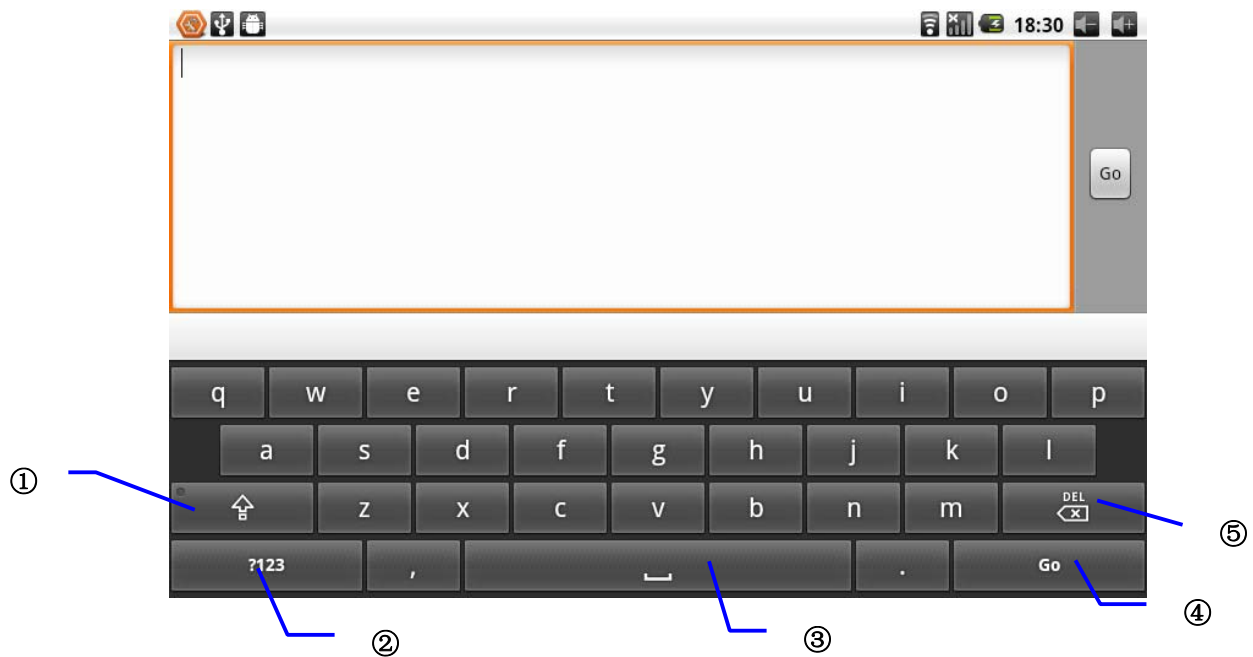 18:30
Go
q w e r t y u i o p
a s d f g h j k l
①
z x c v b n m DEL
⑤
?123 , . Go
④
② ③